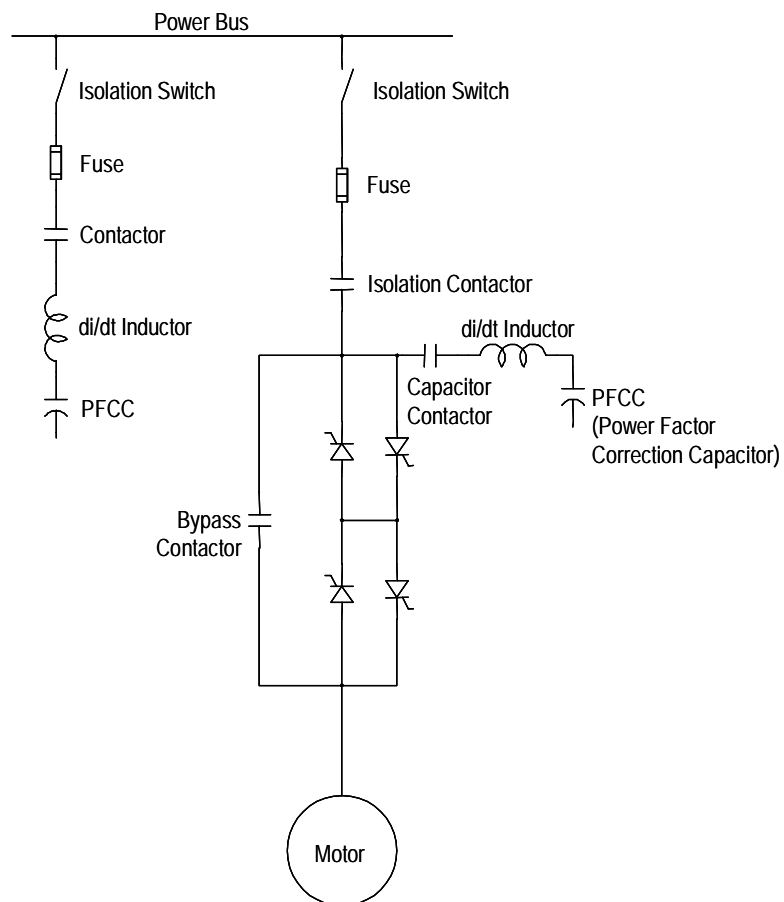 Power Bus
Isolation Switch
Isolation Switch
Fuse
Fuse
Contactor
Isolation Contactor
di/dt Inductor
di/dt Inductor
PFCC
Capacitor
Contactor
PFCC
(Power Factor
Correction Capacitor)
Bypass
Contactor
Motor